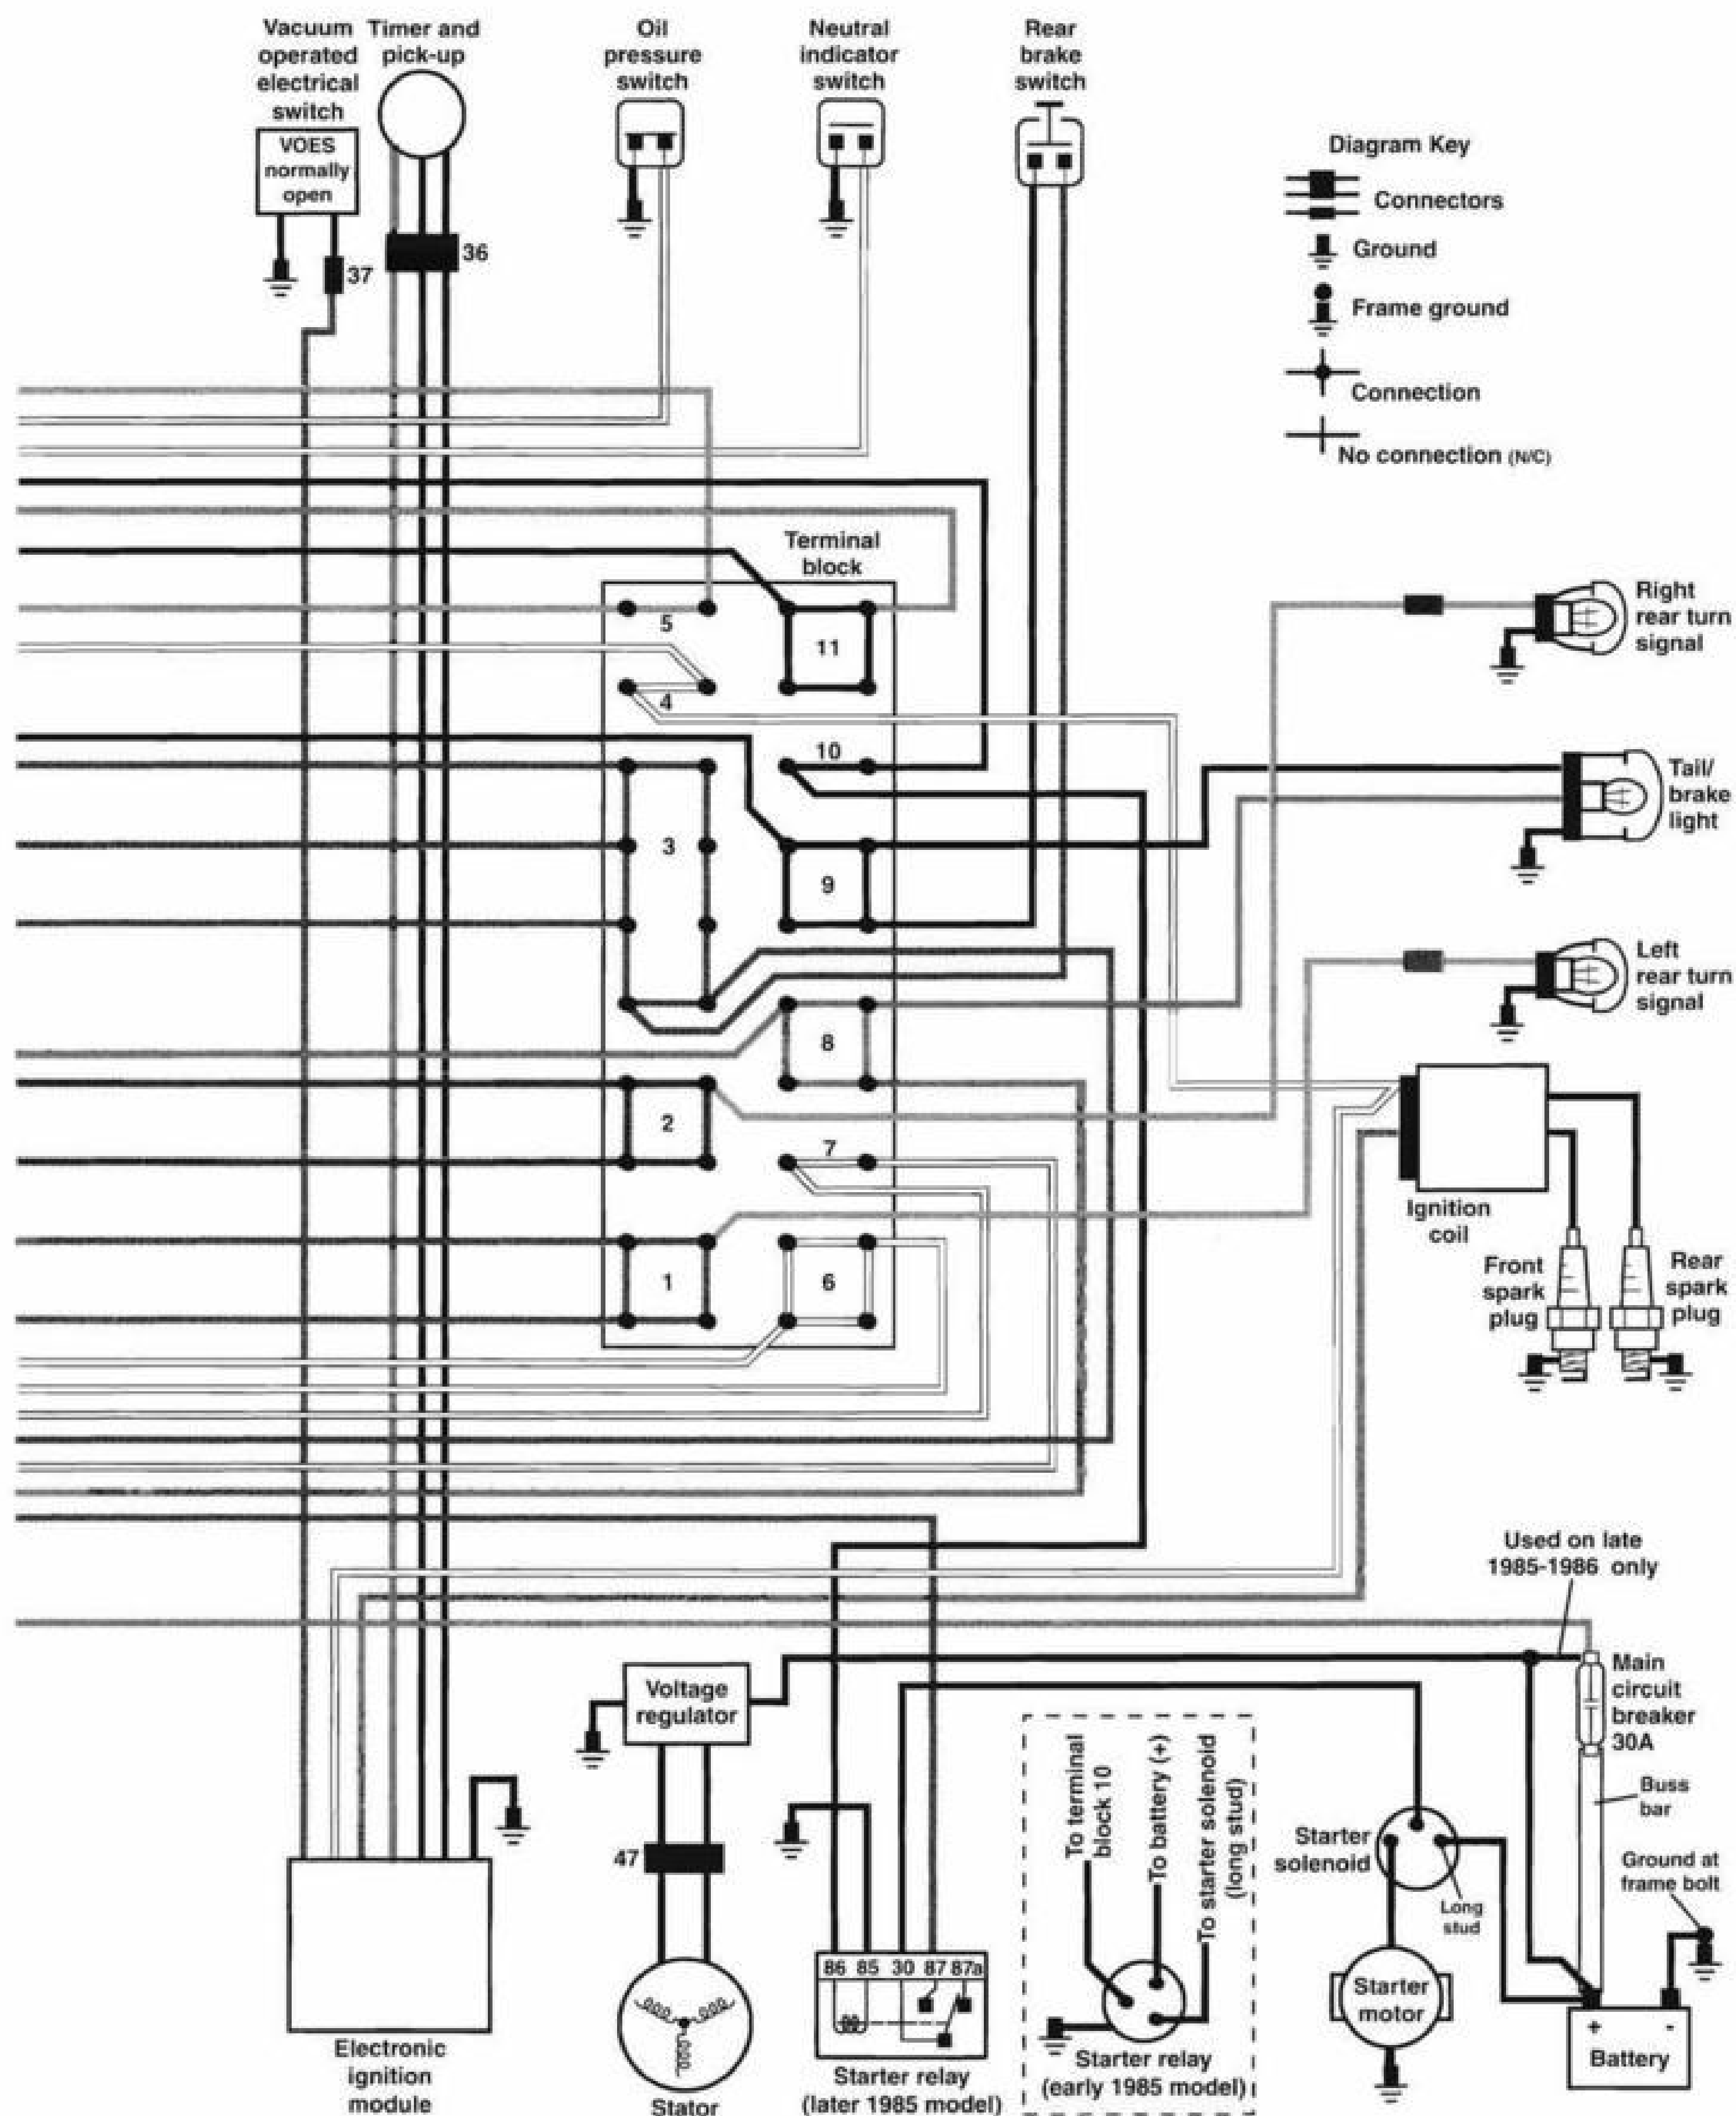 Vacuum
operated
electrical
switch
Timer and
pick-up
Oil
pressure
switch
Neutral
indicator
switch
Rear
brake
switch
VOES
normally
open
37
36
Diagram Key
Connectors
Ground
Frame ground
Connection
No connection (N/C)
Terminal
block
5
11
4
10
3
9
8
2
7
1
6
Right
rear turn
signal
Tail/
brake
light
Left
rear turn
signal
Ignition
coil
Front
spark
plug
Rear
spark
plug
Used on late
1985-1986 only
Main
circuit
breaker
30A
Buss
bar
Ground at
frame bolt
Voltage
regulator
47
To terminal
block 10
To battery (+)
To starter solenoid
(long stud)
Starter
solenoid
Long
stud
86 85 30 87 87a
Starter
motor
+ -
Battery
Electronic
ignition
module
Stator
Starter relay
(later 1985 model)
Starter relay
(early 1985 model)